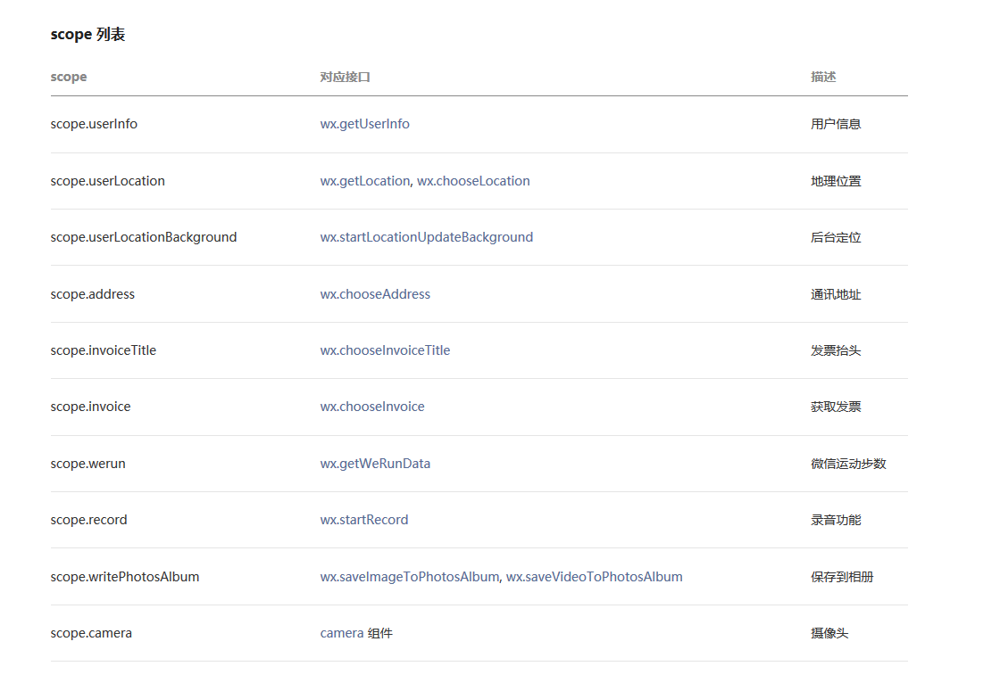 scope 列表
scope 对应接口 描述
scope.userInfo wx.getUserInfo 用户信息
scope.userLocation wx.getLocation, wx.chooseLocation 地理位置
scope.userLocationBackground wx.startLocationUpdateBackground 后台定位
scope.address wx.chooseAddress 通讯地址
scope.invoiceTitle wx.chooseInvoiceTitle 发票抬头
scope.invoice wx.chooseInvoice 获取发票
scope.werun wx.getWeRunData 微信运动步数
scope.record wx.startRecord 录音功能
scope.writePhotosAlbum wx.saveImageToPhotosAlbum, wx.saveVideoToPhotosAlbum 保存到相册
scope.camera camera 组件 摄像头